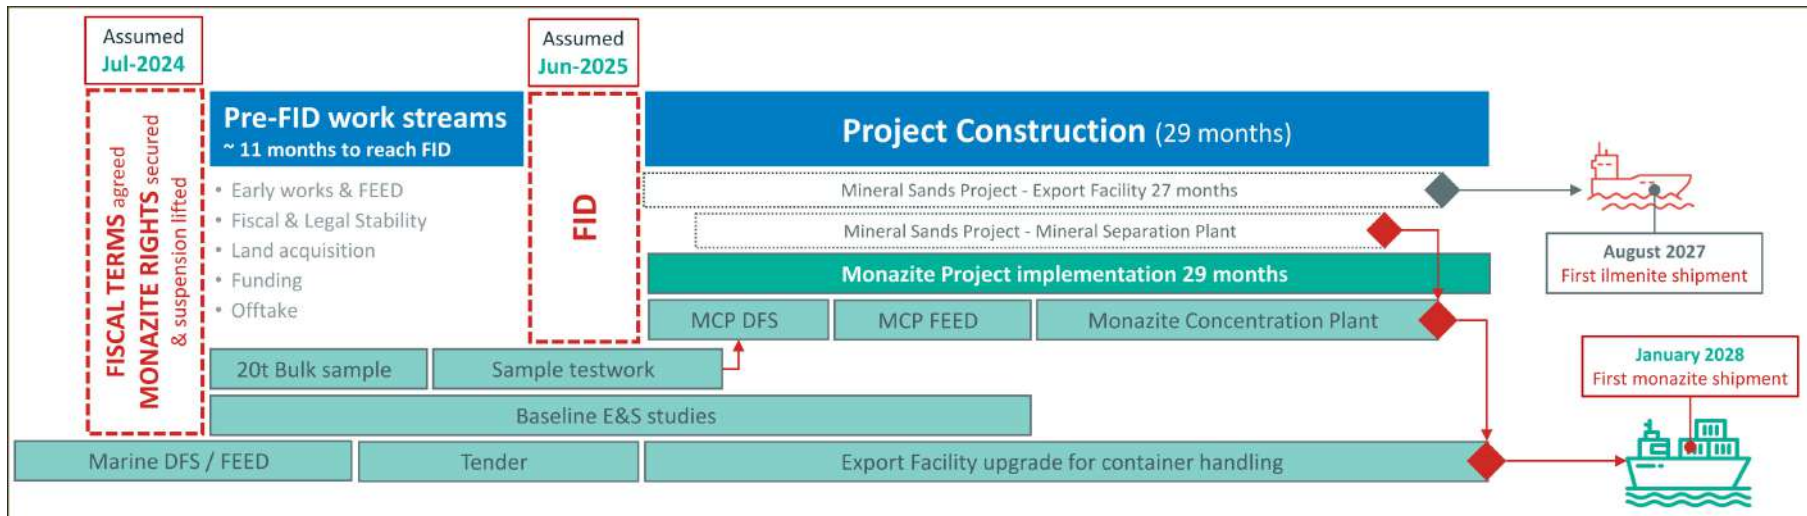 Assumed
Jul-2024
Assumed
Jun-2025
FISCAL TERMS agreed
MONAZITE RIGHTS secured
& suspension lifted
Pre-FID work streams
~ 11 months to reach FID
• Early works & FEED
• Fiscal & Legal Stability
• Land acquisition
• Funding
• Offtake
FID
Project Construction (29 months)
Mineral Sands Project - Export Facility 27 months
Mineral Sands Project - Mineral Separation Plant
Monazite Project implementation 29 months
MCP DFS
MCP FEED
Monazite Concentration Plant
August 2027
First ilmenite shipment
20t Bulk sample
Sample testwork
January 2028
First monazite shipment
Baseline E&S studies
Marine DFS / FEED
Tender
Export Facility upgrade for container handling